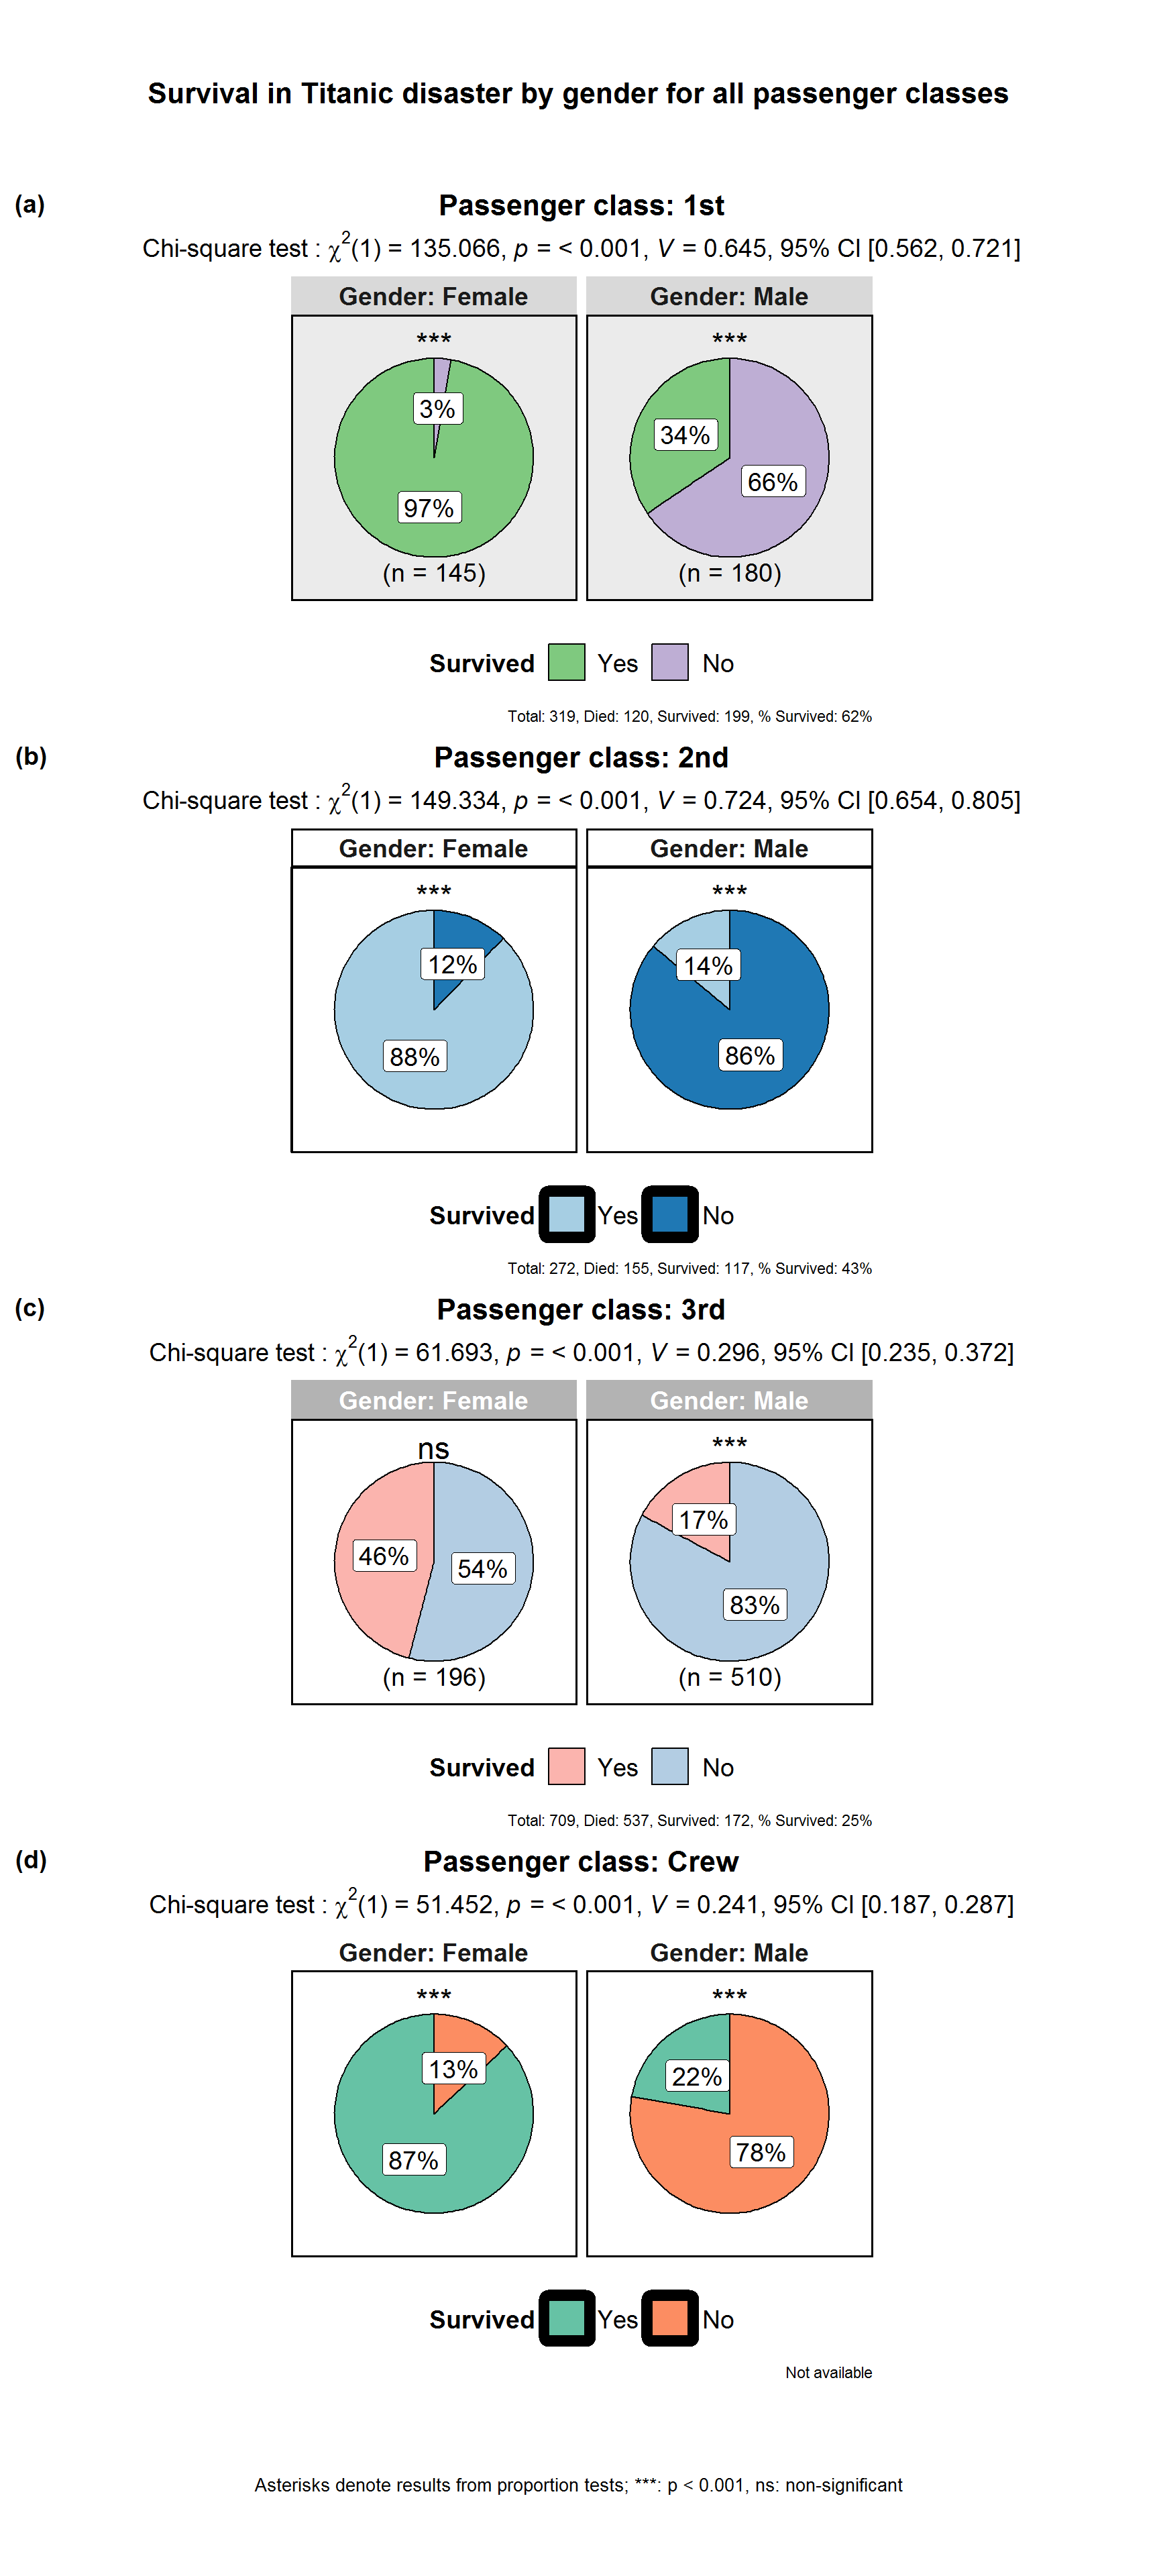 Survival in Titanic disaster by gender for all passenger classes
(a)
Passenger class: 1st
Chi-square test : χ²(1) = 135.066, p = < 0.001, V = 0.645, 95% CI [0.562, 0.721]
Gender: Female Gender: Male
*** ***
3%
34%
66%
97%
(n = 145) (n = 180)
Survived Yes No
Total: 319, Died: 120, Survived: 199, % Survived: 62%
(b)
Passenger class: 2nd
Chi-square test : χ²(1) = 149.334, p = < 0.001, V = 0.724, 95% CI [0.654, 0.805]
Gender: Female Gender: Male
*** ***
12% 14%
88% 86%
Survived Yes No
Total: 272, Died: 155, Survived: 117, % Survived: 43%
(c)
Passenger class: 3rd
Chi-square test : χ²(1) = 61.693, p = < 0.001, V = 0.296, 95% CI [0.235, 0.372]
Gender: Female Gender: Male
ns ***
17%
46% 54%
83%
(n = 196) (n = 510)
Survived Yes No
Total: 709, Died: 537, Survived: 172, % Survived: 25%
(d)
Passenger class: Crew
Chi-square test : χ²(1) = 51.452, p = < 0.001, V = 0.241, 95% CI [0.187, 0.287]
Gender: Female Gender: Male
*** ***
13% 22%
87% 78%
Survived Yes No
Not available
Asterisks denote results from proportion tests; ***: p < 0.001, ns: non-significant